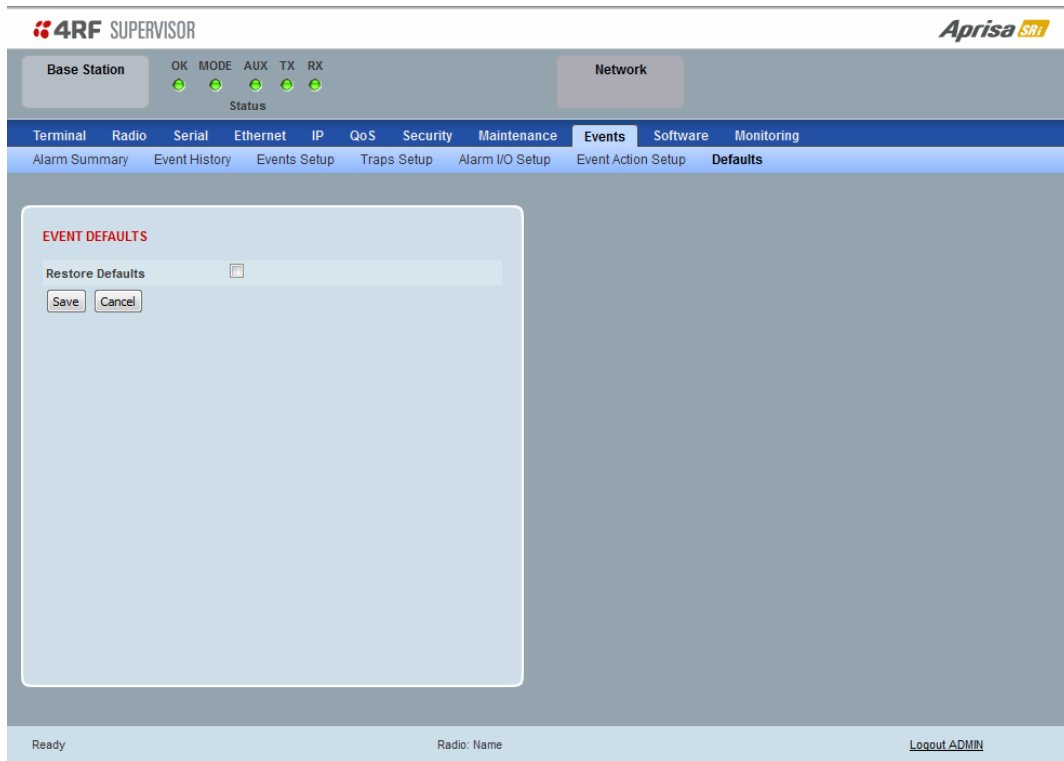 4RF SUPERVISOR
Aprisa SRi
Base Station
OK MODE AUX TX RX
Status
Network
Terminal Radio Serial Ethernet IP QoS Security Maintenance Events Software Monitoring
Alarm Summary Event History Events Setup Traps Setup Alarm I/O Setup Event Action Setup Defaults
EVENT DEFAULTS
Restore Defaults
Save Cancel
Ready Radio: Name Logout ADMIN